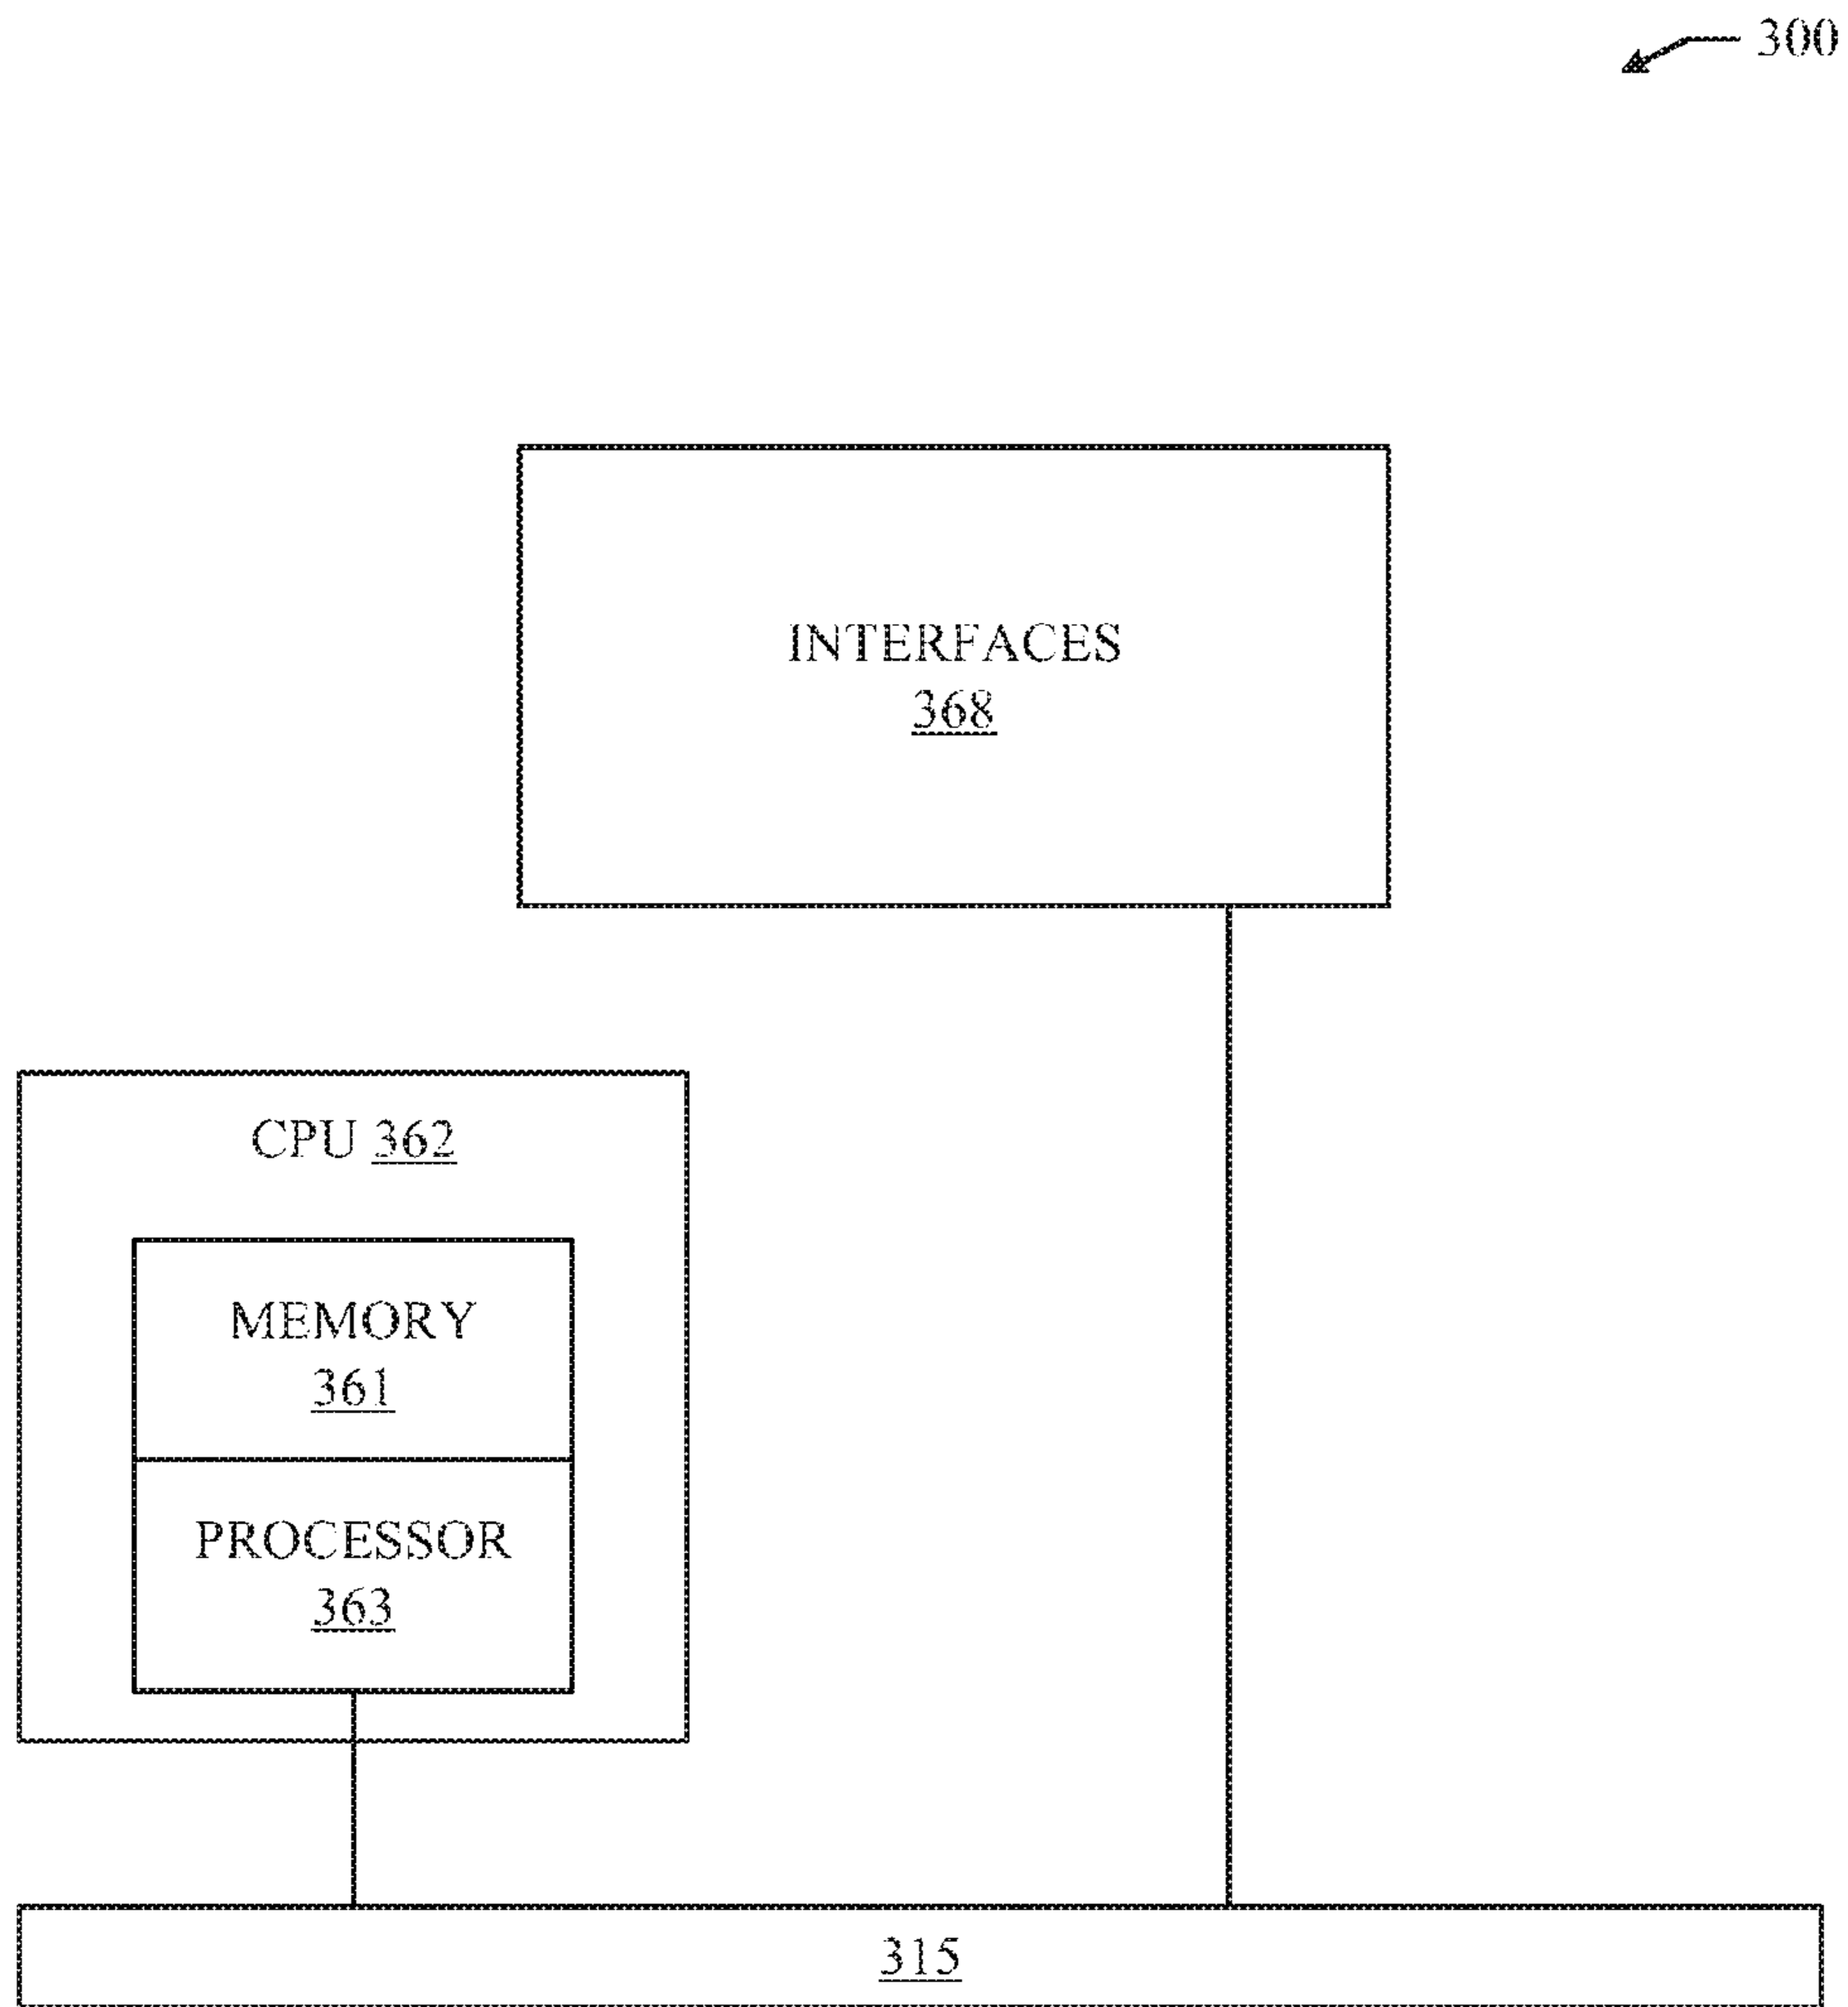 300
INTERFACES
368
CPU 362
MEMORY
361
PROCESSOR
363
315